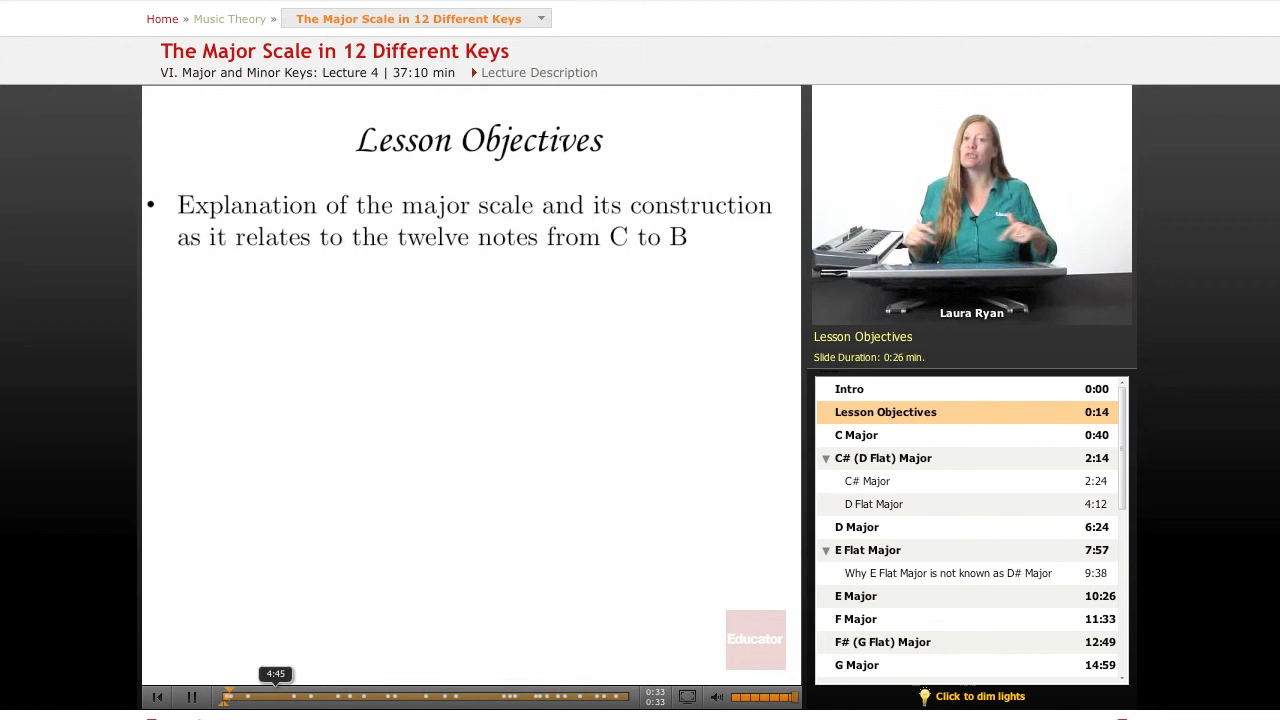 Home » Music Theory » The Major Scale in 12 Different Keys
The Major Scale in 12 Different Keys
VI. Major and Minor Keys: Lecture 4 | 37:10 min Lecture Description
Lesson Objectives
• Explanation of the major scale and its construction
as it relates to the twelve notes from C to B
Educator
Laura Ryan
Lesson Objectives
Slide Duration: 0:26 min.
Intro 0:00
Lesson Objectives 0:14
C Major 0:40
C# (D Flat) Major 2:14
C# Major 2:24
D Flat Major 4:12
D Major 6:24
E Flat Major 7:57
Why E Flat Major is not known as D# Major 9:38
E Major 10:26
F Major 11:33
F# (G Flat) Major 12:49
G Major 14:59
4:45
0:33
0:33
Click to dim lights